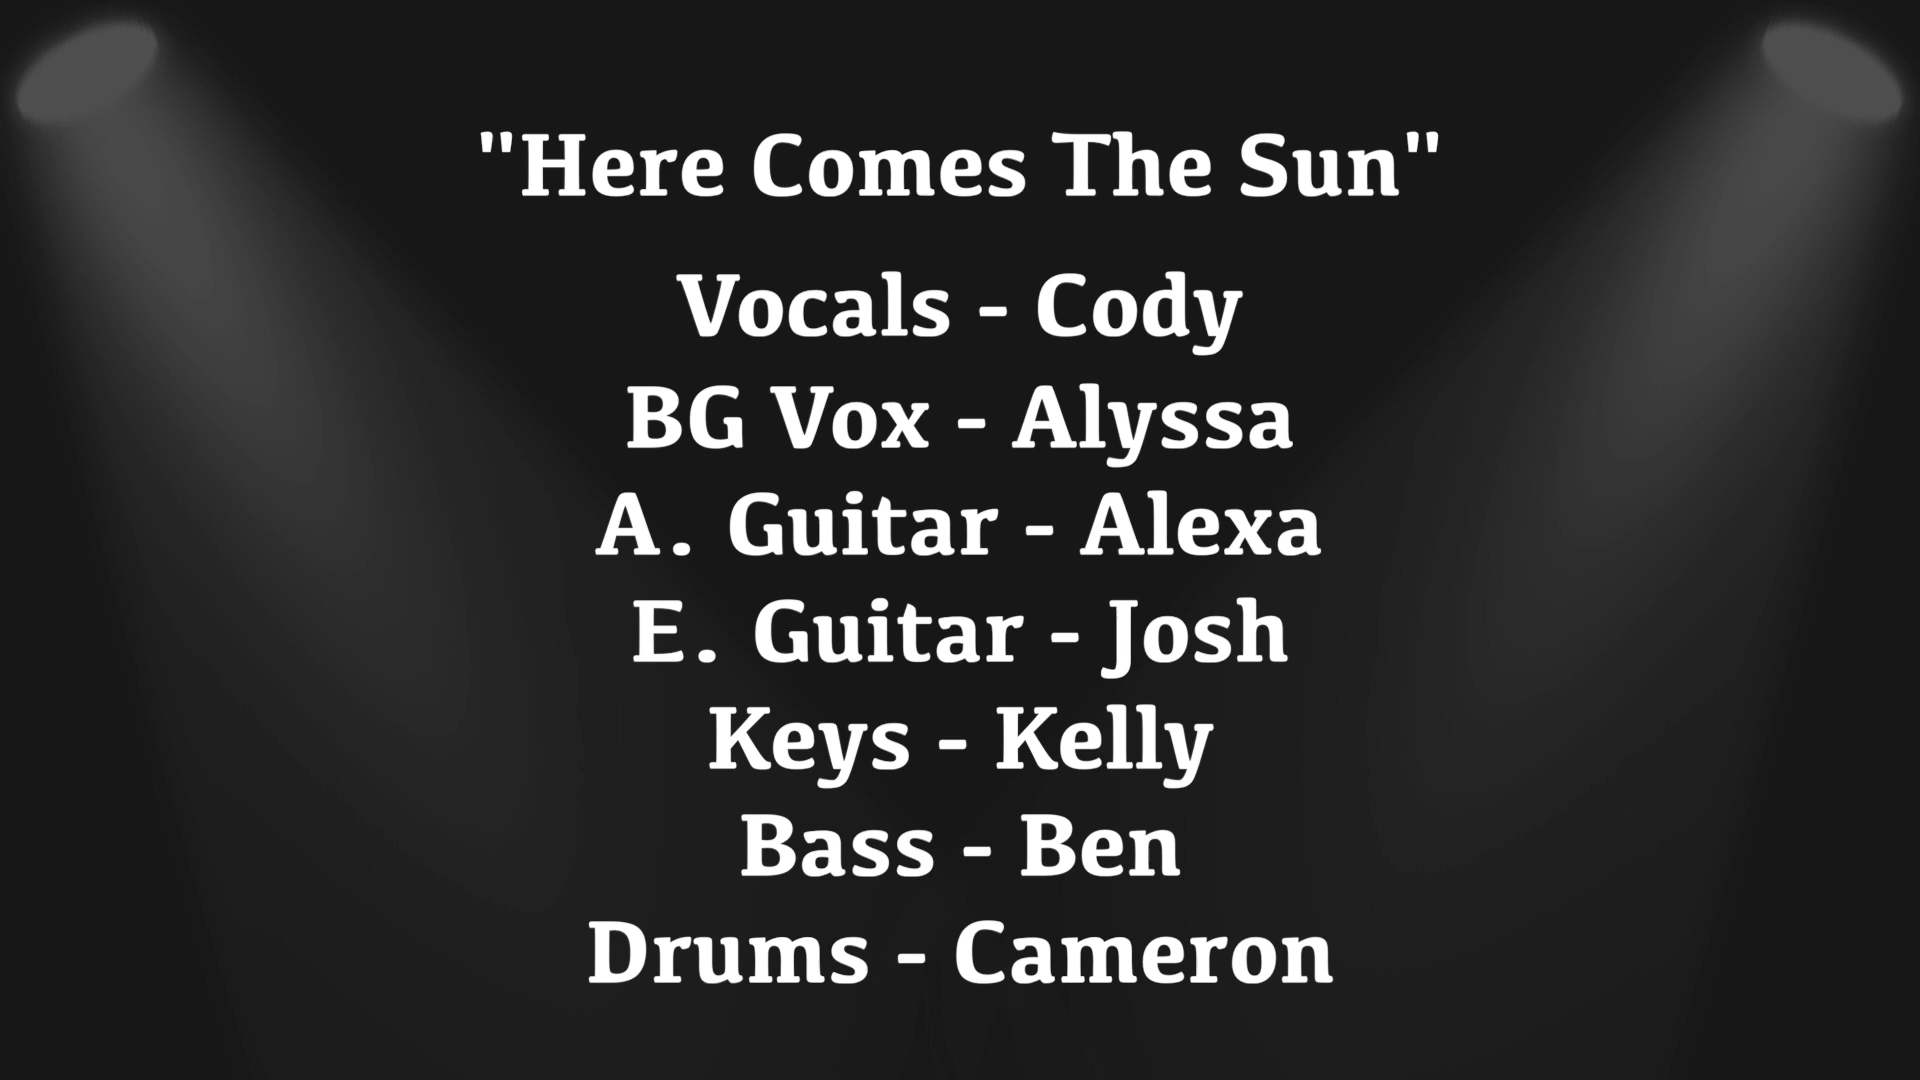 "Here Comes The Sun"
Vocals - Cody
BG Vox - Alyssa
A. Guitar - Alexa
E. Guitar - Josh
Keys - Kelly
Bass - Ben
Drums - Cameron